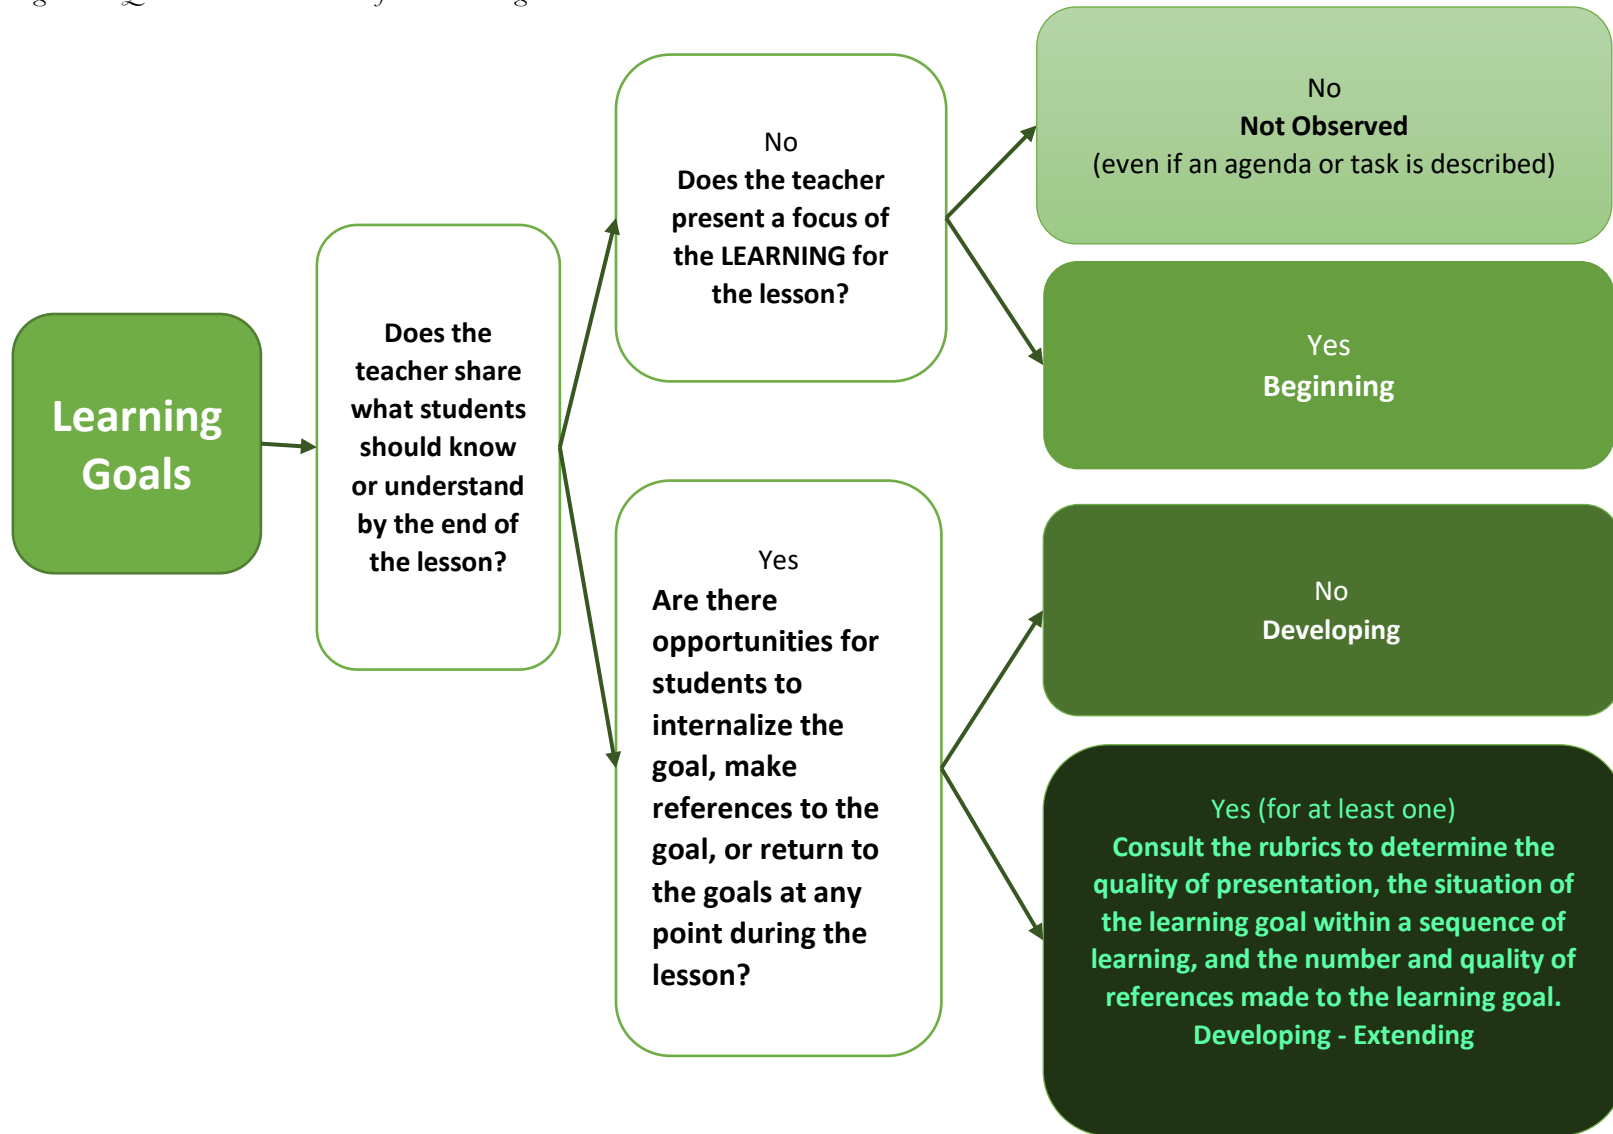 Learning
Goals
Does the
teacher share
what students
should know
or understand
by the end of
the lesson?
No
Does the teacher
present a focus of
the LEARNING for
the lesson?
No
Not Observed
(even if an agenda or task is described)
Yes
Beginning
Yes
Are there
opportunities for
students to
internalize the
goal, make
references to the
goal, or return to
the goals at any
point during the
lesson?
No
Developing
Yes (for at least one)
Consult the rubrics to determine the
quality of presentation, the situation of
the learning goal within a sequence of
learning, and the number and quality of
references made to the learning goal.
Developing - Extending